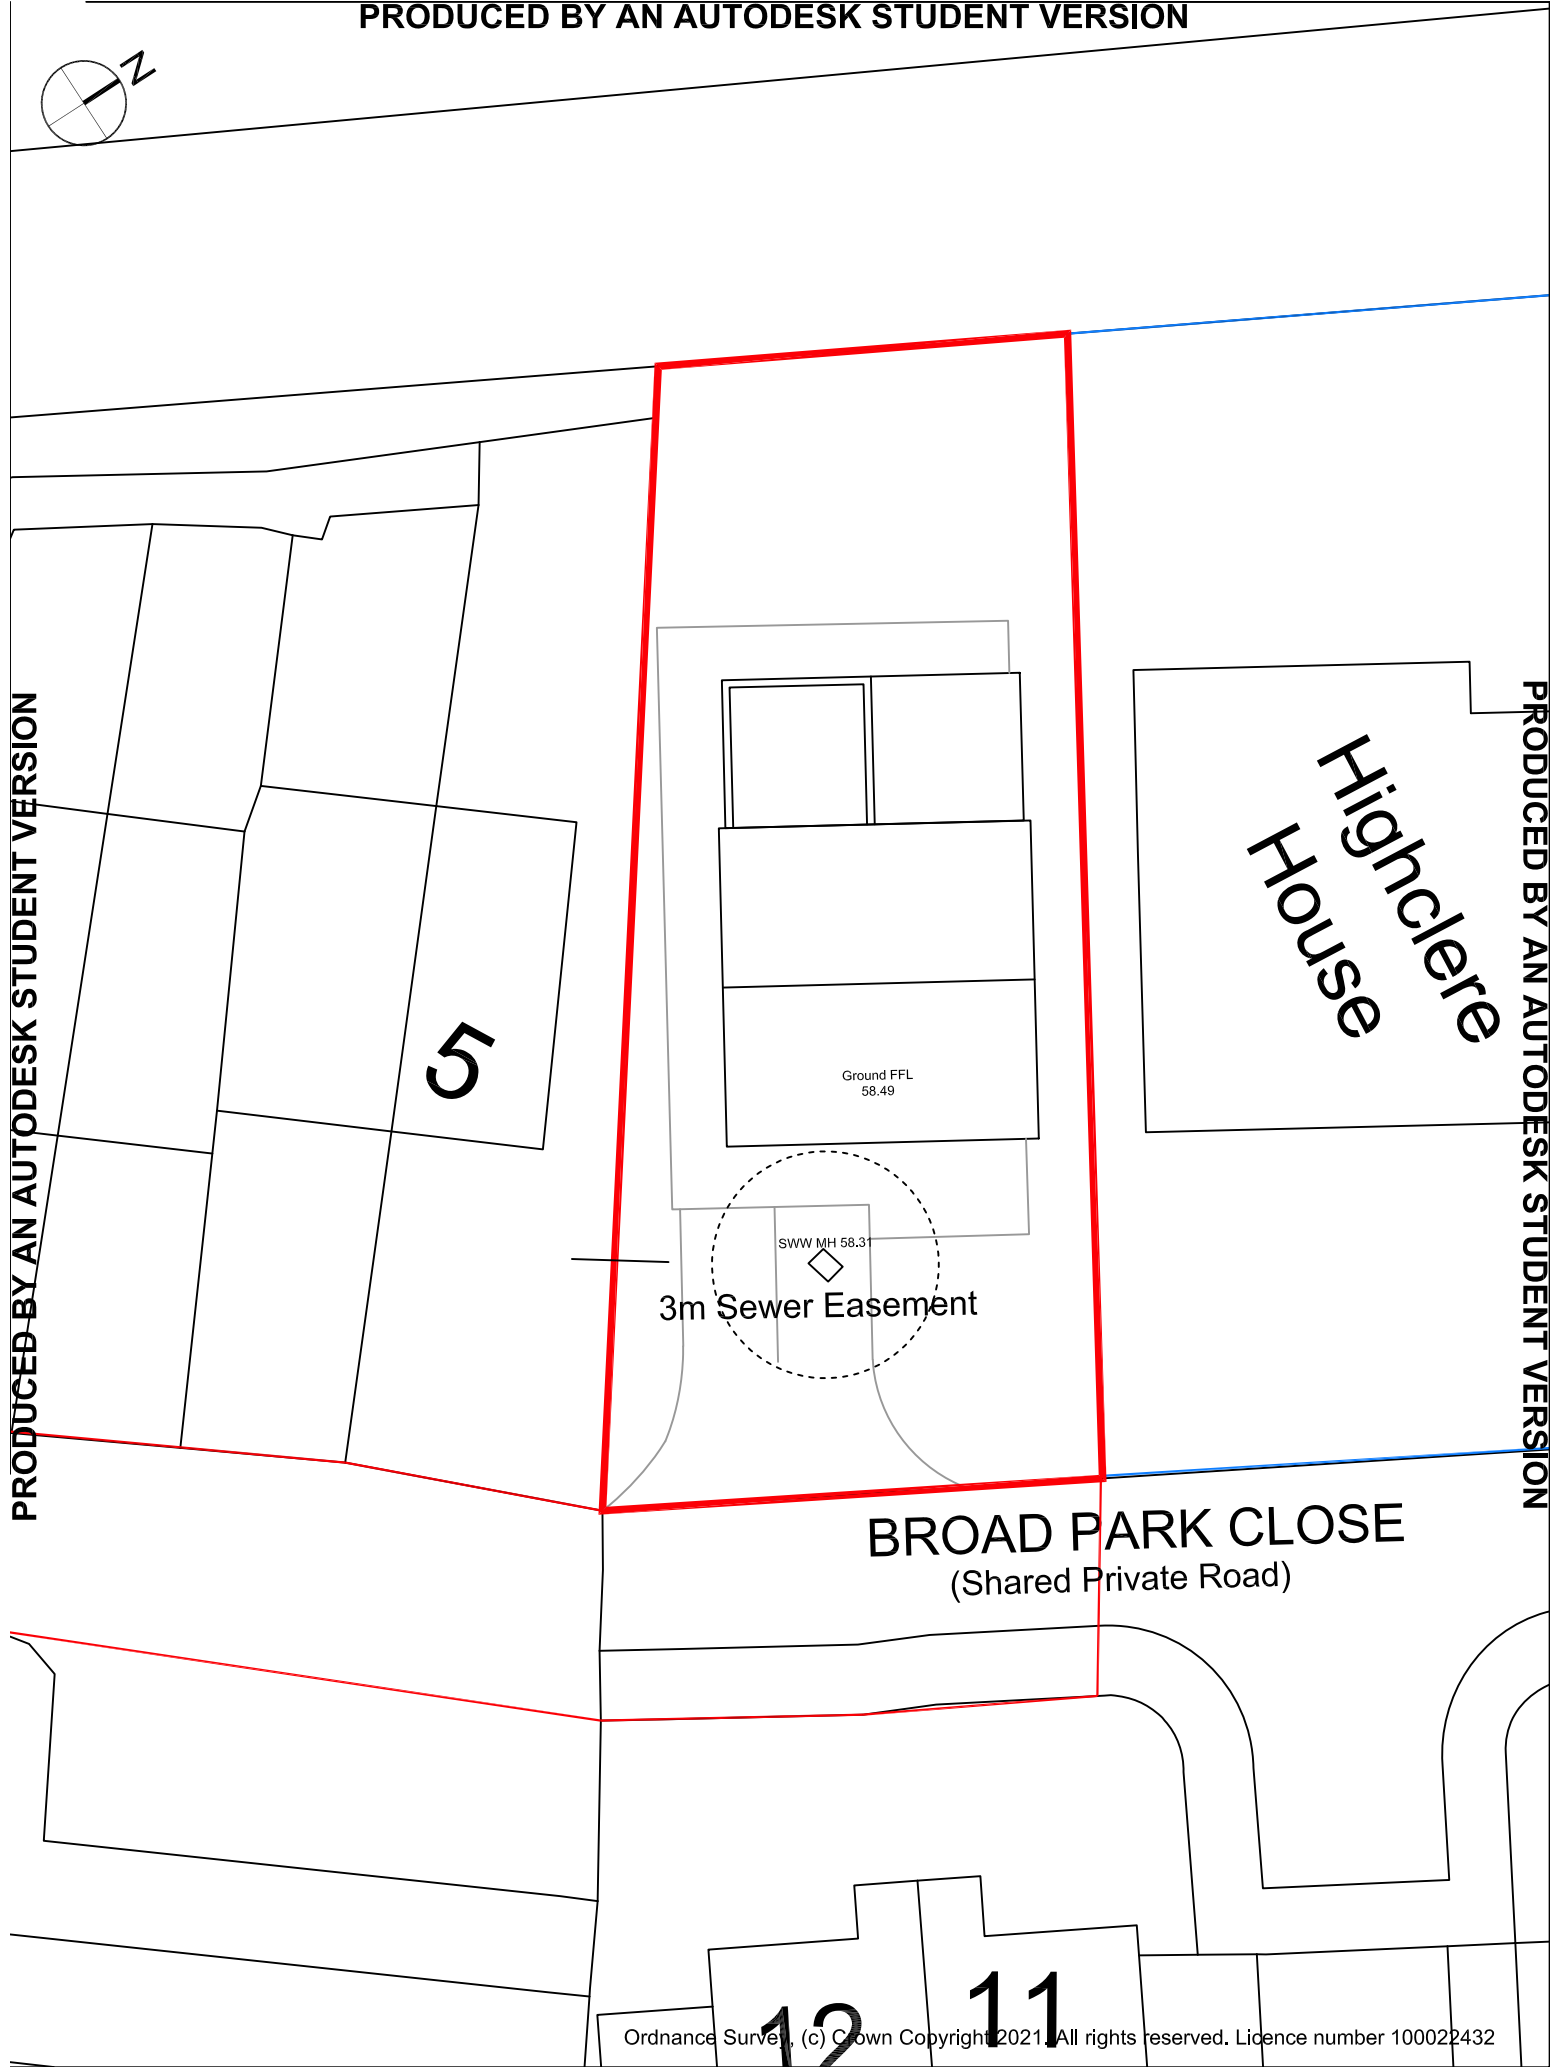 PRODUCED BY AN AUTODESK STUDENT VERSION
N
PRODUCED BY AN AUTODESK STUDENT VERSION
PRODUCED BY AN AUTODESK STUDENT VERSION
Highclere
House
5
Ground FFL
58.49
SWW MH 58.31
3m Sewer Easement
BROAD PARK CLOSE
(Shared Private Road)
12
11
Ordnance Survey, (c) Crown Copyright 2021. All rights reserved. Licence number 100022432